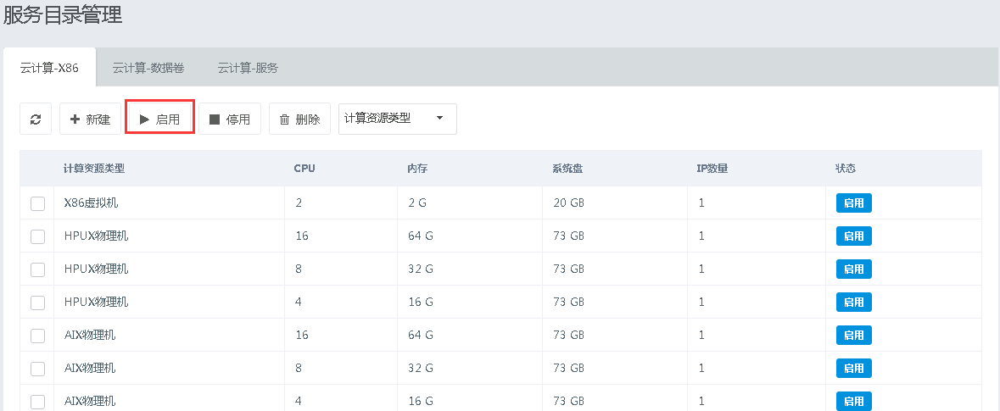 服务目录管理
云计算-X86 云计算-数据卷 云计算-服务
新建 启用 停用 删除 计算资源类型
计算资源类型 CPU 内存 系统盘 IP数量 状态
X86虚拟机 2 2 G 20 GB 1 启用
HPUX物理机 16 64 G 73 GB 1 启用
HPUX物理机 8 32 G 73 GB 1 启用
HPUX物理机 4 16 G 73 GB 1 启用
AIX物理机 16 64 G 73 GB 1 启用
AIX物理机 8 32 G 73 GB 1 启用
AIX物理机 4 16 G 73 GB 1 启用